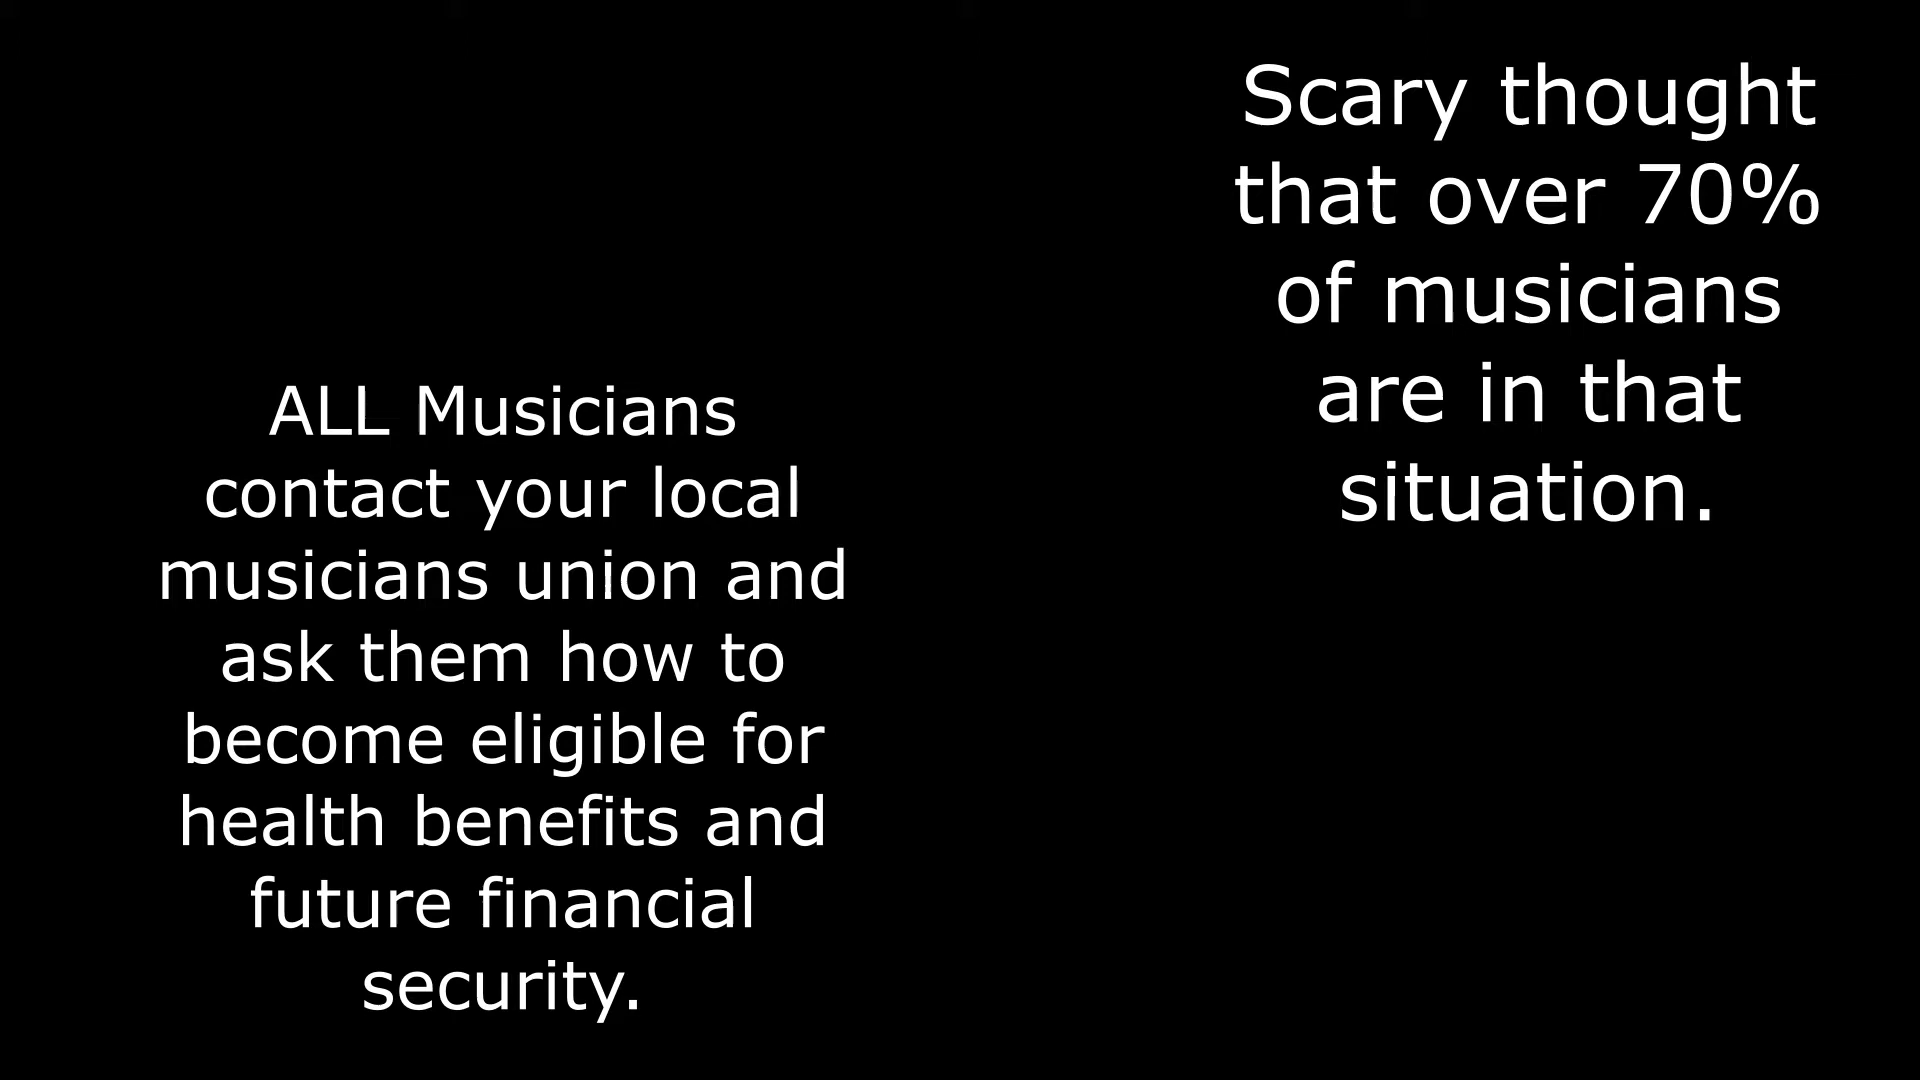 Scary thought
that over 70%
of musicians
are in that
situation.
ALL Musicians
contact your local
musicians union and
ask them how to
become eligible for
health benefits and
future financial
security.